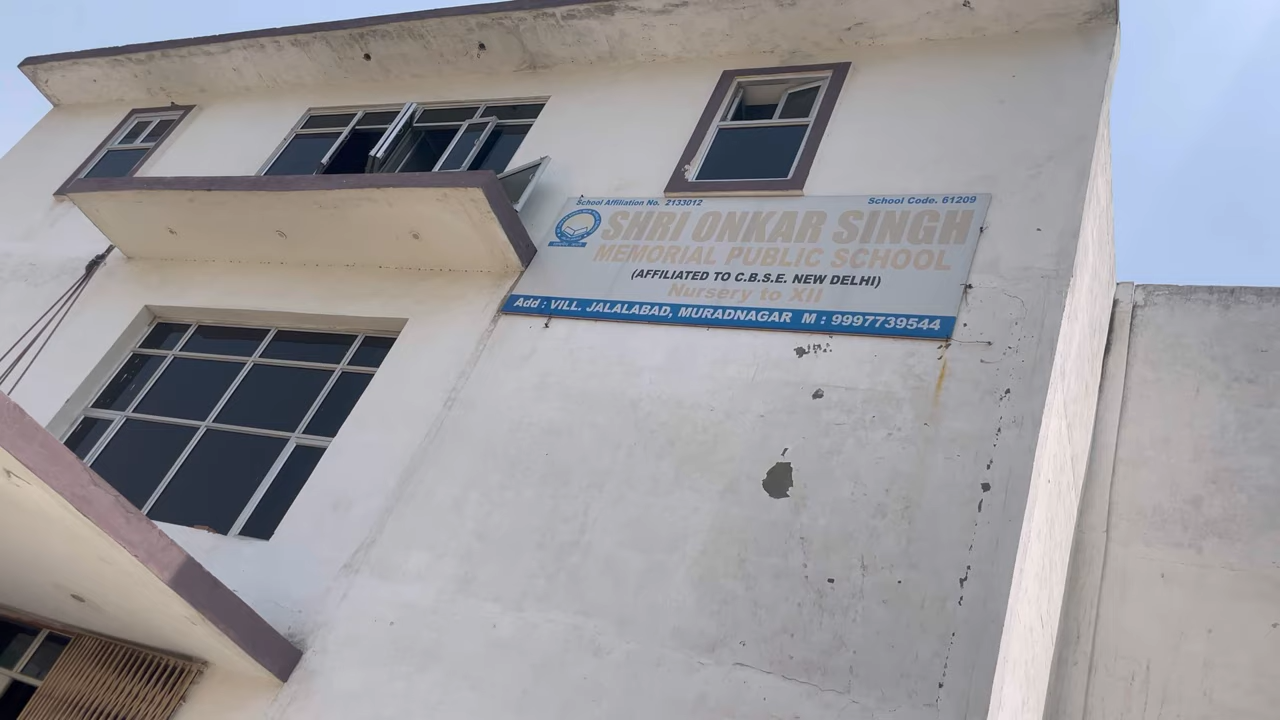 School Affiliation No. 2133012 School Code. 61209
SHRI ONKAR SINGH
MEMORIAL PUBLIC SCHOOL
(AFFILIATED TO C.B.S.E. NEW DELHI)
Nursery to XII
Add : VILL. JALALABAD, MURADNAGAR M : 9997739544